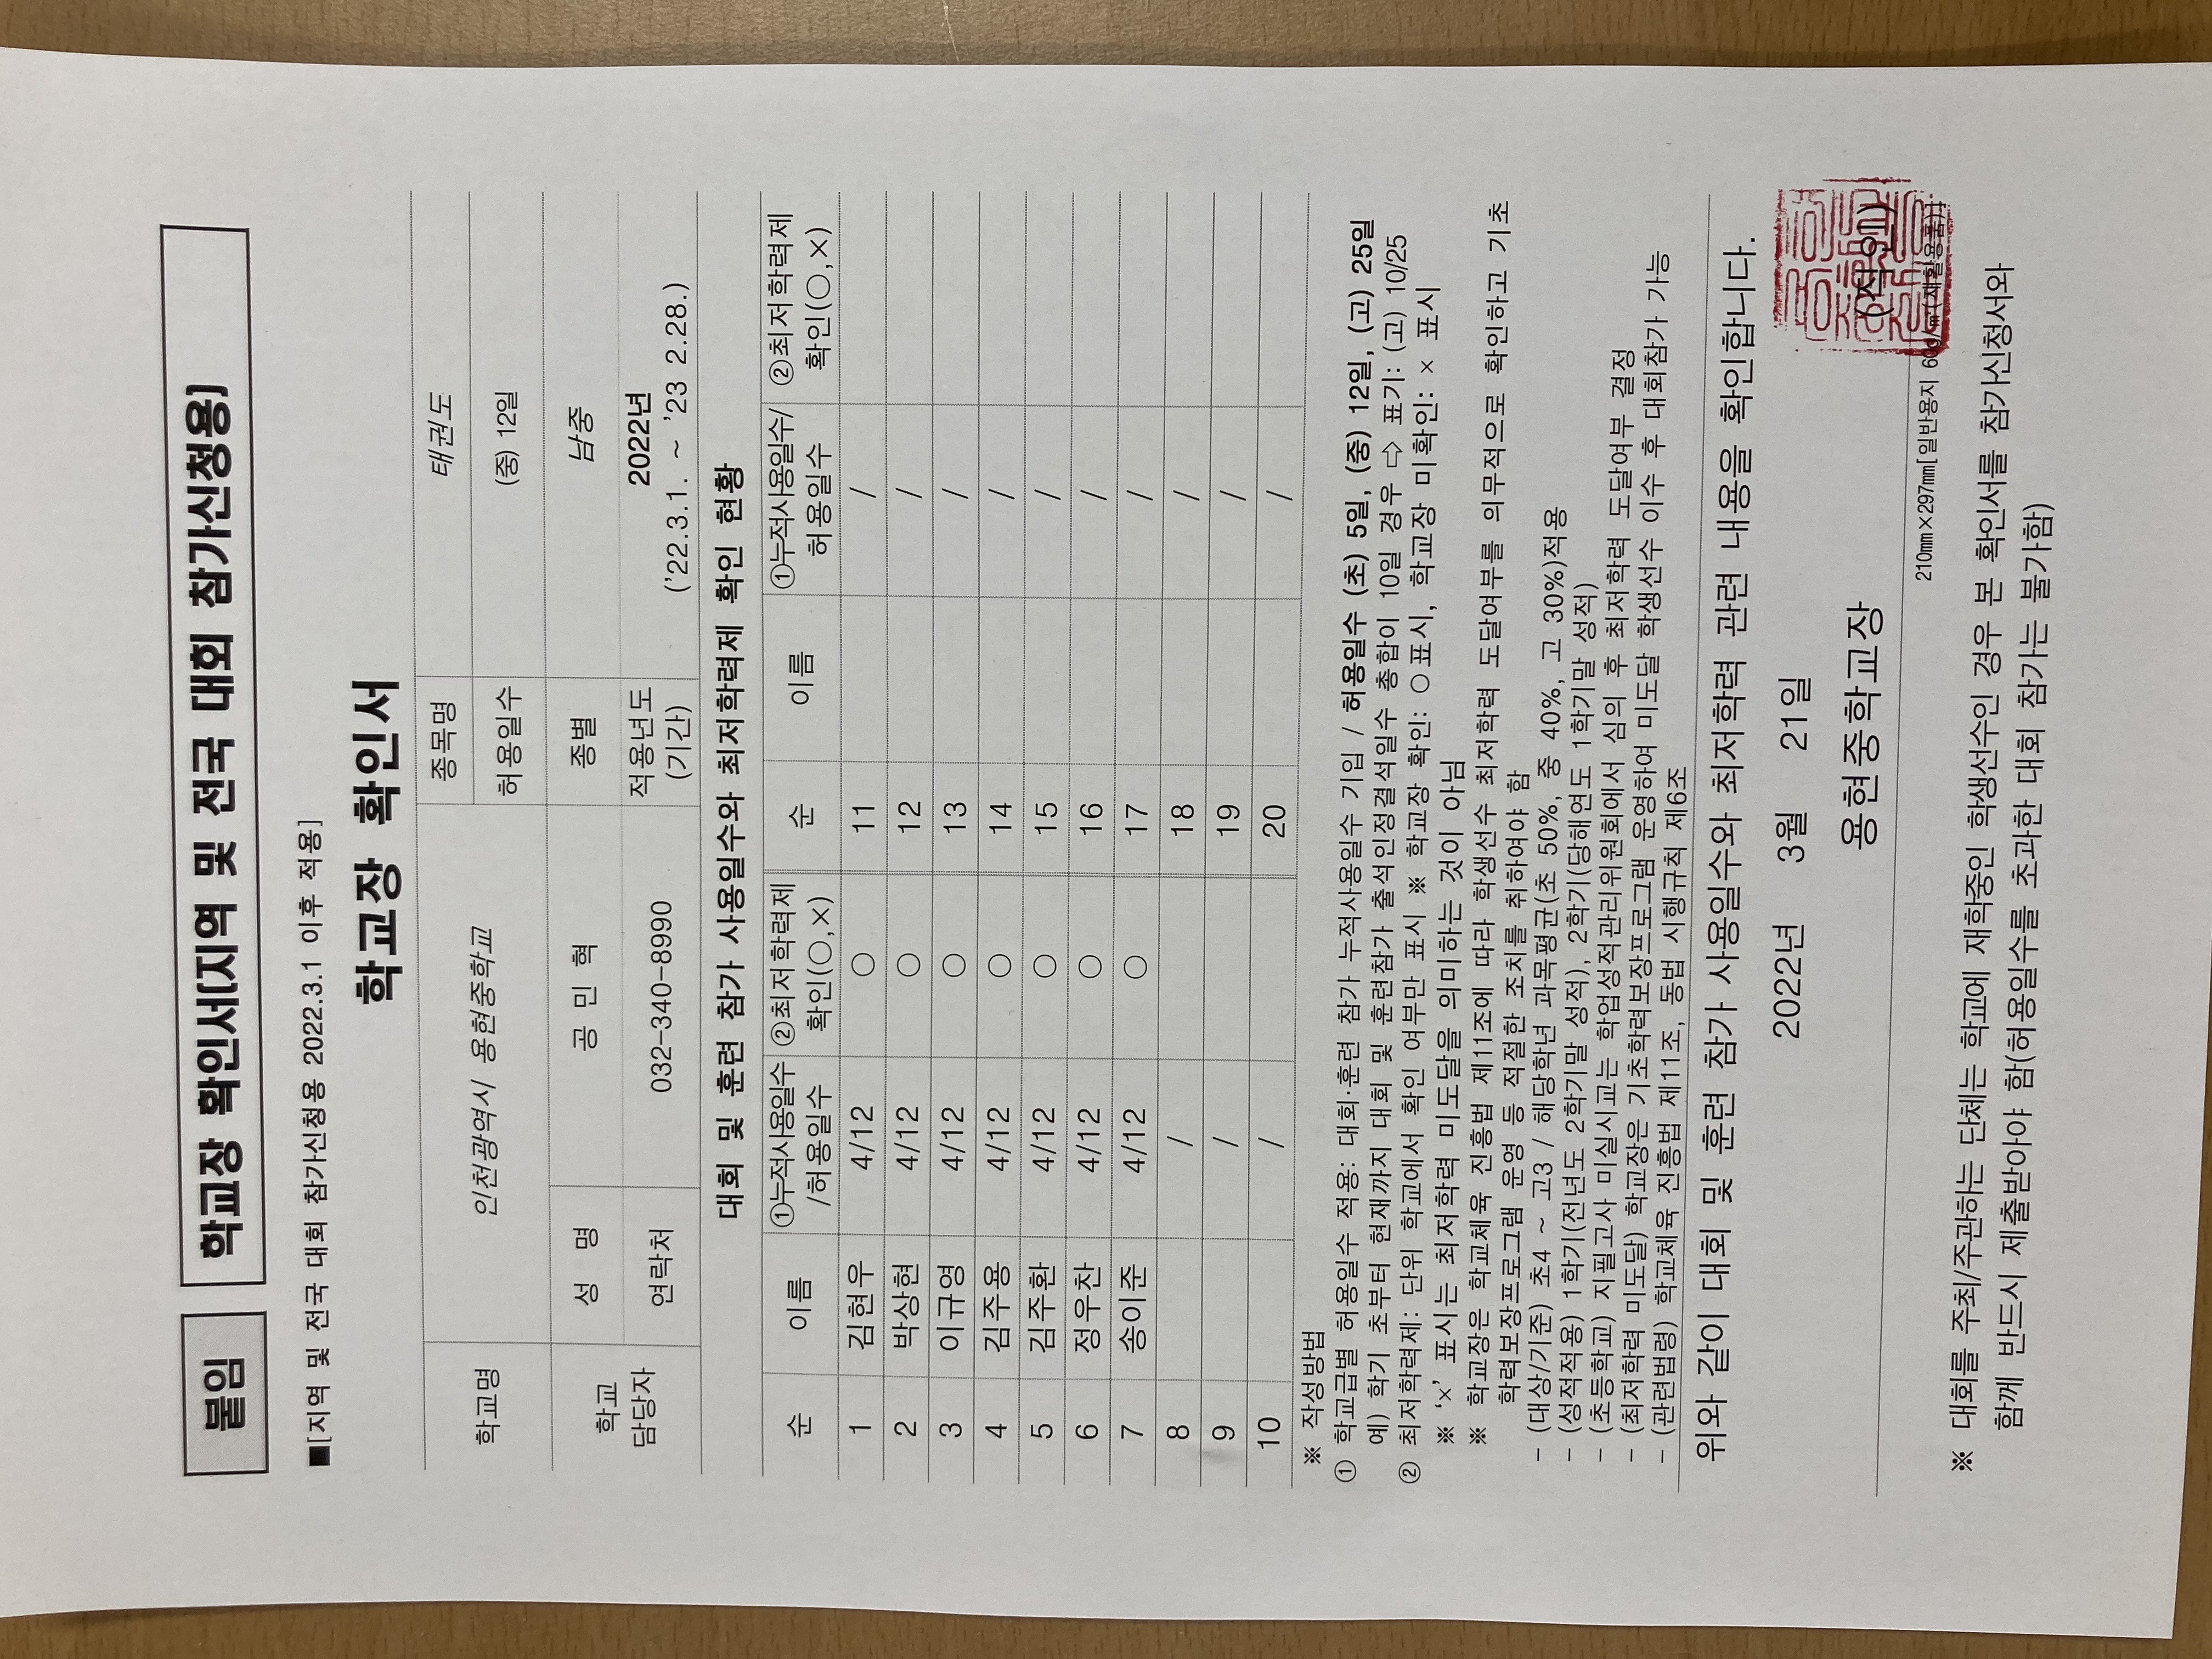 붙임 학교장 확인서[지역 및 전국 대회 참가신청용]
■[지역 및 전국 대회 참가신청용 2022.3.1 이후 적용]
학교장 확인서
학교명 인천광역시 용현중학교 종목명 태권도
허용일수 (중) 12일
학교 담당자 성 명 공 민 혁 종별 남중
연락처 032-340-8990 적용년도 (기간) 2022년
('22.3.1. ~ '23 2.28.)
대회 및 훈련 참가 사용일수와 최저학력제 확인 현황
순 이름 ①누적사용일수 /허용일수 ②최저학력제 확인(○,×) 순 이름 ①누적사용일수/ 허용일수 ②최저학력제 확인(○,×)
1 김현우 4/12 ○ 11 /
2 박상현 4/12 ○ 12 /
3 이규영 4/12 ○ 13 /
4 김주용 4/12 ○ 14 /
5 김주환 4/12 ○ 15 /
6 정우찬 4/12 ○ 16 /
7 송이준 4/12 ○ 17 /
8 / 18 /
9 / 19 /
10 / 20 /
※ 작성방법
① 학교급별 허용일수 적용: 대회·훈련 참가 누적사용일수 기입 / 허용일수 (초) 5일, (중) 12일, (고) 25일
예) 학기 초부터 현재까지 대회 및 훈련참가 출석인정결석일수 총합이 10일 경우 ⇨ 표기: (고) 10/25
② 최저학력제: 단위 학교에서 확인 여부만 표시 ※ 학교장 확인: ○표시, 학교장 미확인: × 표시
※ '×' 표시는 최저학력 미도달을 의미하는 것이 아님
※ 학교장은 학교체육 진흥법 제11조에 따라 학생선수 최저학력 도달여부를 의무적으로 확인하고 기초
학력보장프로그램 운영 등 적절한 조치를 취하여야 함
- (대상/기준) 초4 ~ 고3 / 해당학년 과목평균(초 50%, 중 40%, 고 30%)적용
- (성적적용) 1학기(전년도 2학기말 성적), 2학기(당해연도 1학기말 성적)
- (초등학교) 지필고사 미실시교는 학업성적관리위원회에서 심의 후 최저학력 도달여부 결정
- (최저학력 미도달) 학교장은 기초학력보장프로그램 운영하여 미도달 학생선수 이수 후 대회참가 가능
- (관련법령) 학교체육 진흥법 제11조, 동법 시행규칙 제6조
위와 같이 대회 및 훈련 참가 사용일수와 최저학력 관련 내용을 확인합니다.
2022년 3월 21일
용현중학교장 (직인)
210mm×297mm[일반용지 60g/㎡(재활용품)]
※ 대회를 주최/주관하는 단체는 학교에 재학중인 학생선수인 경우 본 확인서를 참가신청서와
함께 반드시 제출받아야 함(허용일수를 초과한 대회 참가는 불가함)